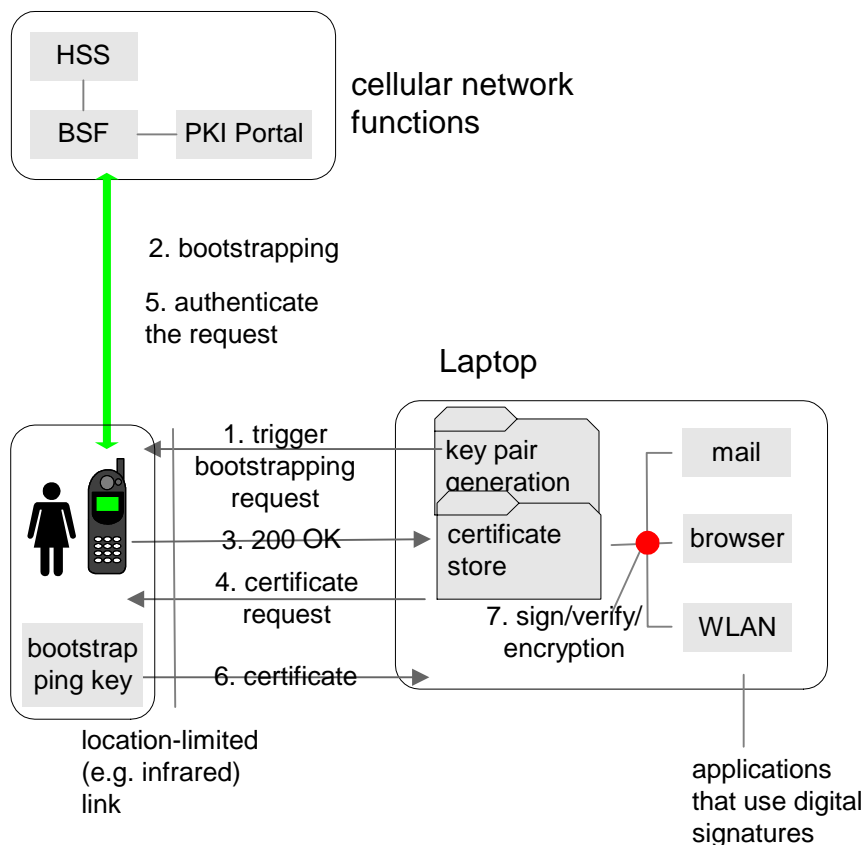 HSS
BSF
PKI Portal
cellular network
functions
2. bootstrapping
5. authenticate
the request
Laptop
1. trigger
bootstrapping
request
key pair
generation
mail
3. 200 OK
certificate
store
browser
4. certificate
request
7. sign/verify/
encryption
WLAN
bootstrap
ping key
6. certificate
location-limited
(e.g. infrared)
link
applications
that use digital
signatures